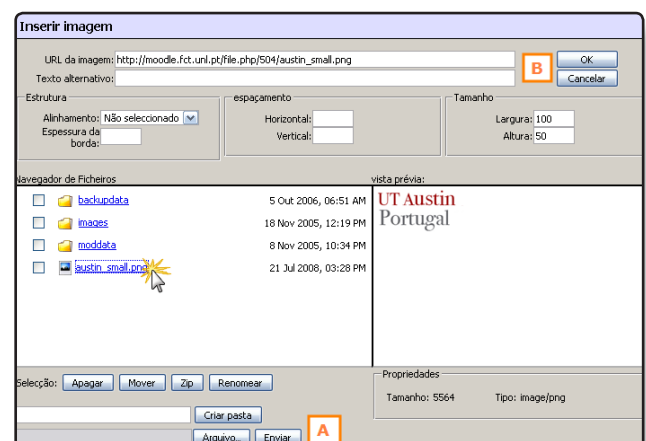 Inserir imagem
URL da imagem: http://moodle.fct.unl.pt/file.php/504/austin_small.png
OK
Texto alternativo:
B
Cancelar
Estrutura
espaçamento
Tamanho
Alinhamento: Não seleccionado
Horizontal:
Largura: 100
Espessura da
borda:
Vertical:
Altura: 50
Navegador de Ficheiros
vista prévia:
backupdata 5 Out 2006, 06:51 AM
images 18 Nov 2005, 12:19 PM
moddata 8 Nov 2005, 10:34 PM
austin_small.png 21 Jul 2008, 03:28 PM
UT Austin
Portugal
Selecção: Apagar Mover Zip Renomear
Propriedades
Tamanho: 5564 Tipo: image/png
Criar pasta
Arquivo... Enviar
A